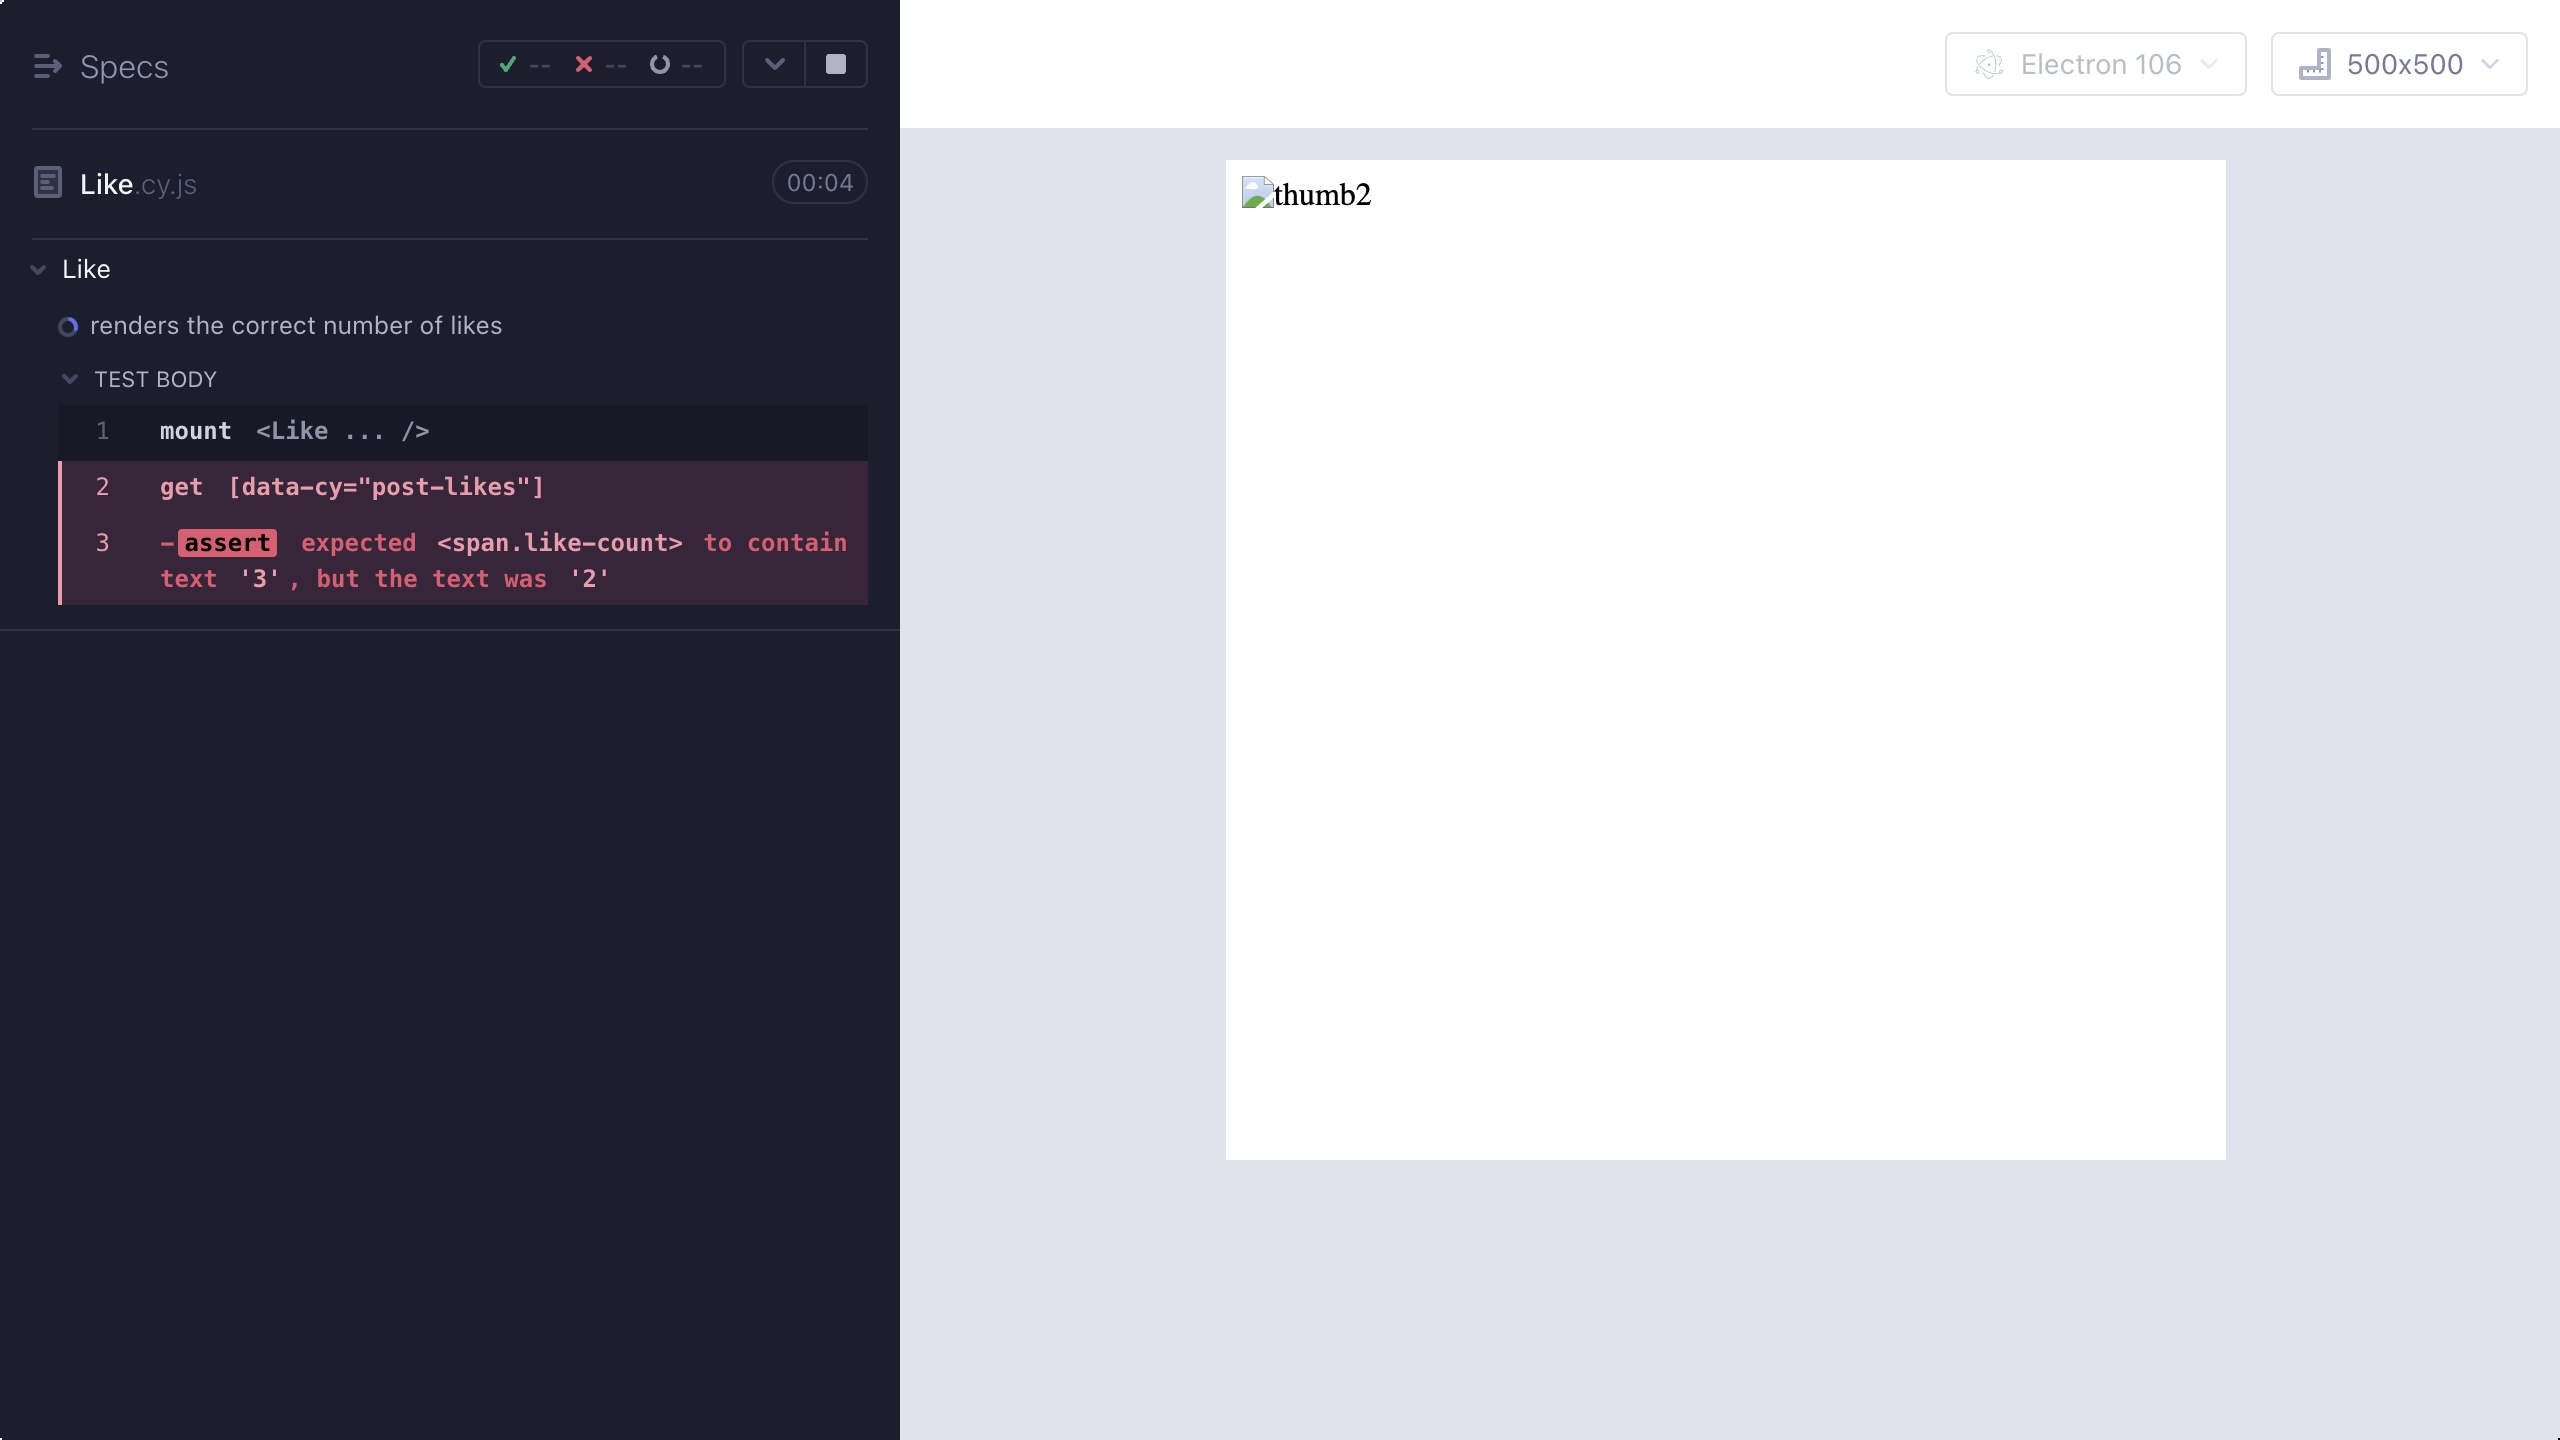 Specs
-- -- --
Electron 106
500x500
Like.cy.js
00:04
Like
renders the correct number of likes
TEST BODY
1 mount <Like ... />
2 get [data-cy="post-likes"]
3 -assert expected <span.like-count> to contain
text '3', but the text was '2'
thumb2